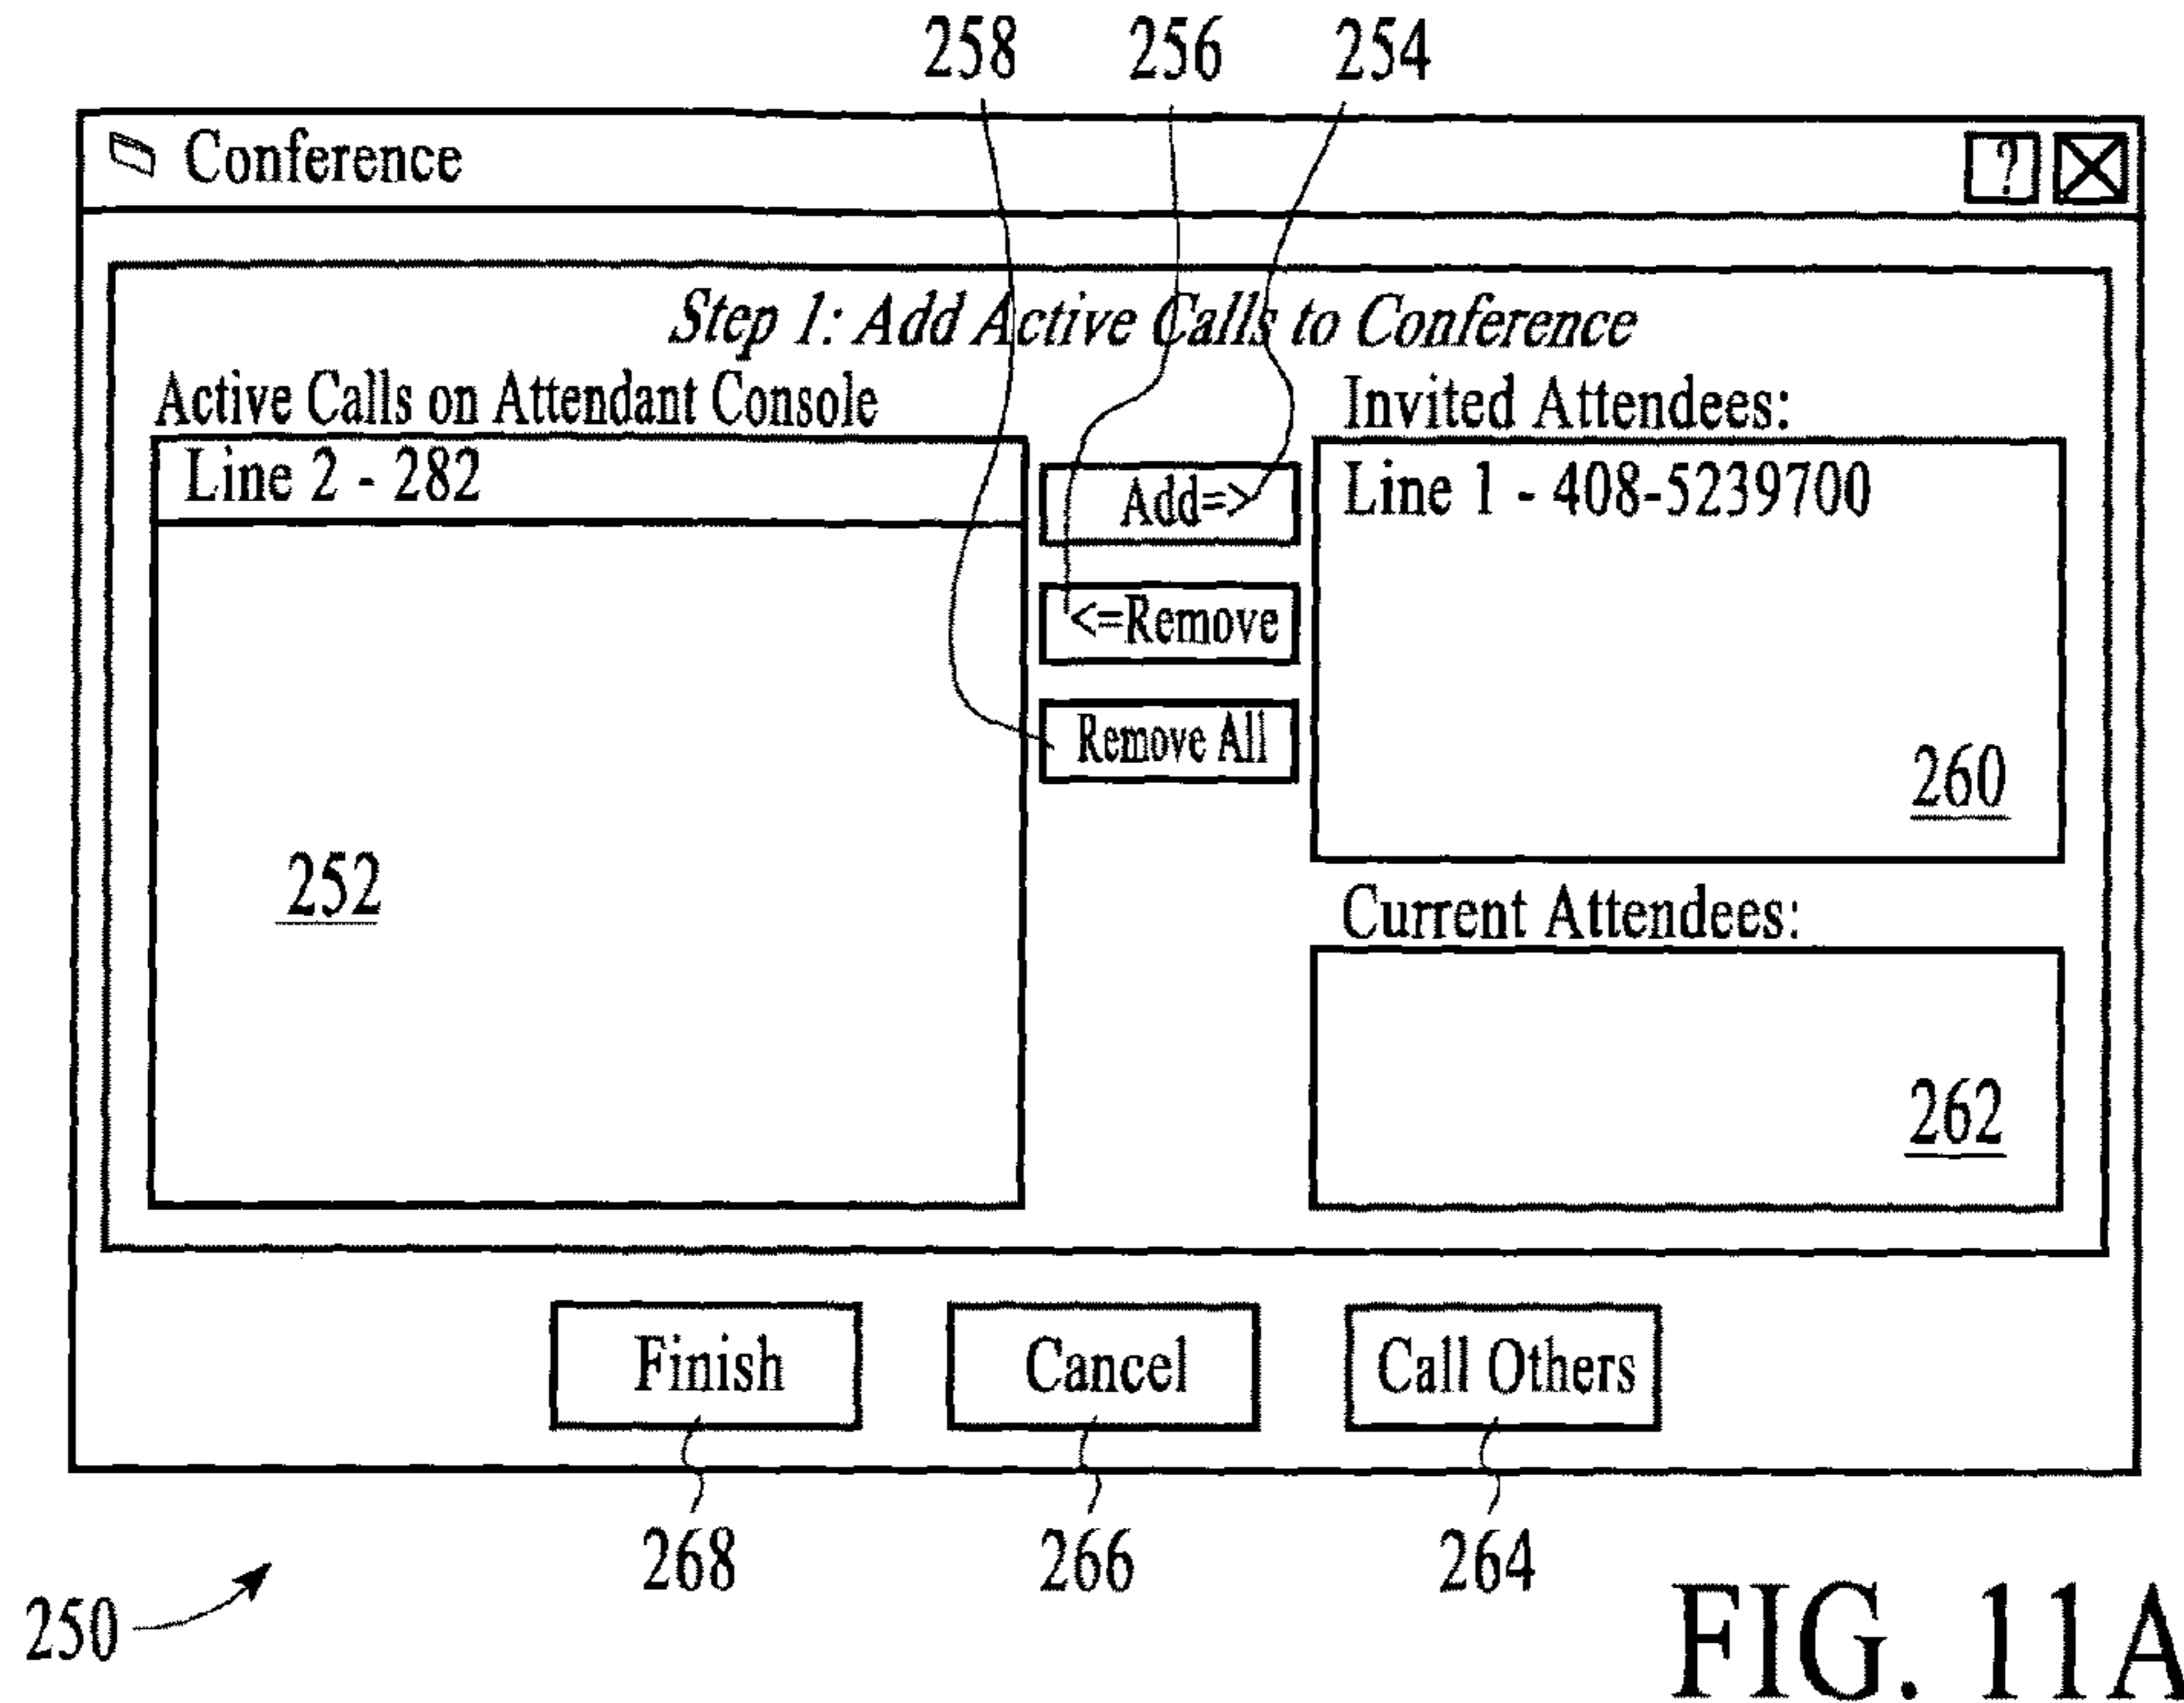 258 256 254
Conference ?
Step 1: Add Active Calls to Conference
Active Calls on Attendant Console
Invited Attendees:
Line 2 - 282
Add=>
Line 1 - 408-5239700
<=Remove
Remove All
260
252
Current Attendees:
262
Finish Cancel Call Others
268 266 264
250
FIG. 11A